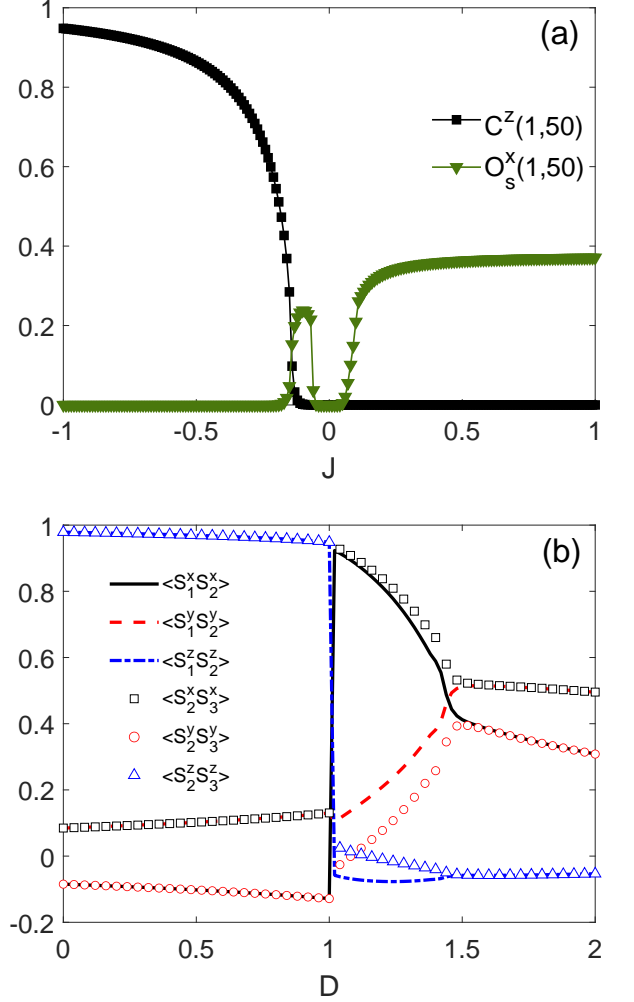 (a)
1
0.8
0.6
0.4
0.2
0
C^z(1,50)
O_s^x(1,50)
-1 -0.5 0 0.5 1
J
(b)
1
0.8
0.6
0.4
0.2
0
-0.2
<S_1^x S_2^x>
<S_1^y S_2^y>
<S_1^z S_2^z>
<S_2^x S_3^x>
<S_2^y S_3^y>
<S_2^z S_3^z>
0 0.5 1 1.5 2
D